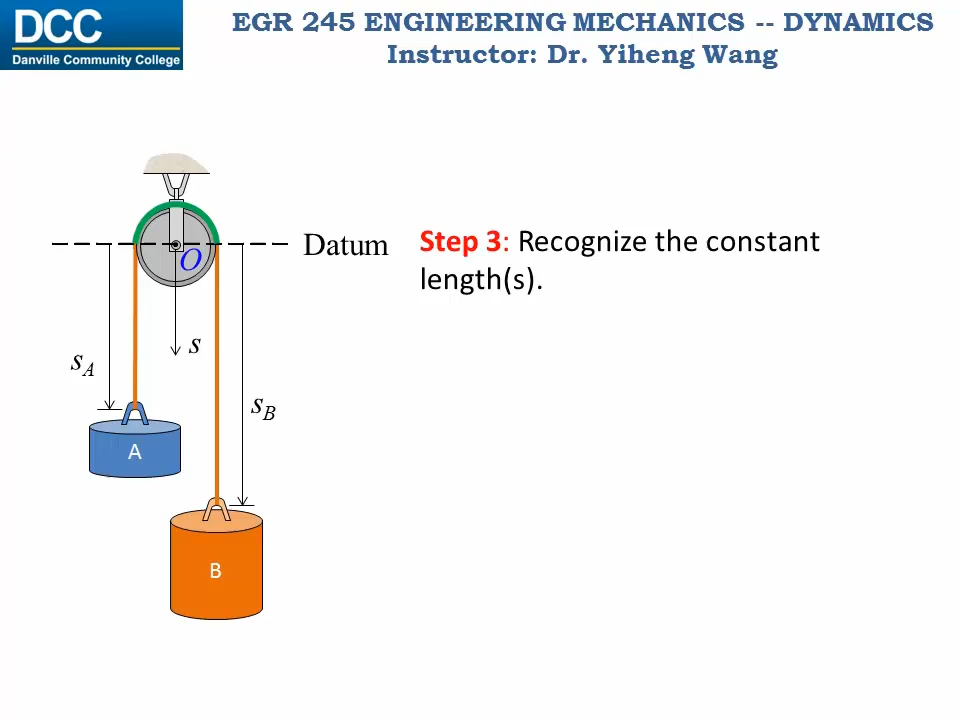 DCC
Danville Community College
EGR 245 ENGINEERING MECHANICS -- DYNAMICS
Instructor: Dr. Yiheng Wang
Datum
Step 3: Recognize the constant
length(s).
O
s
s_A
s_B
A
B